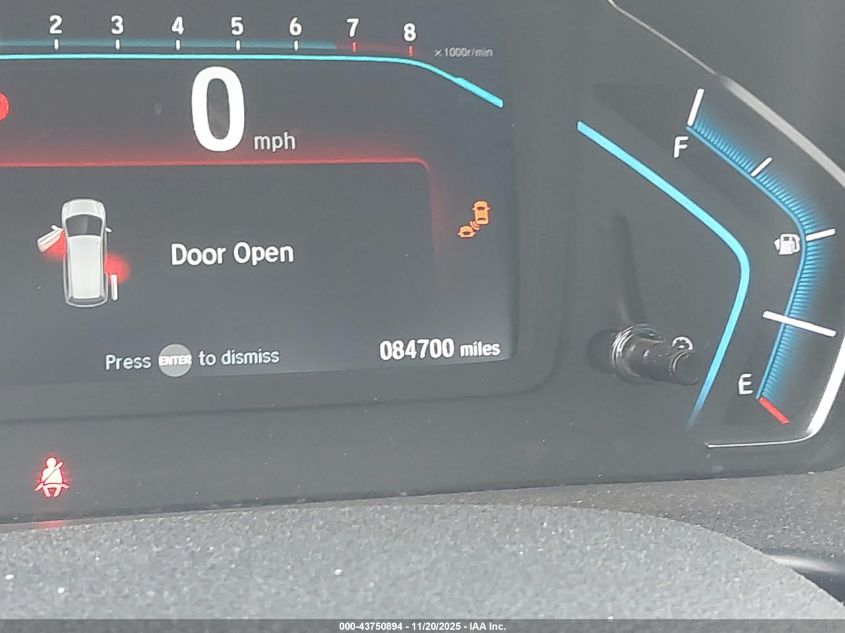 2 3 4 5 6 7 8
×1000r/min
0 mph
F
Door Open
Press ENTER to dismiss
084700 miles
E
000-43750894 - 11/20/2025 - IAA Inc.